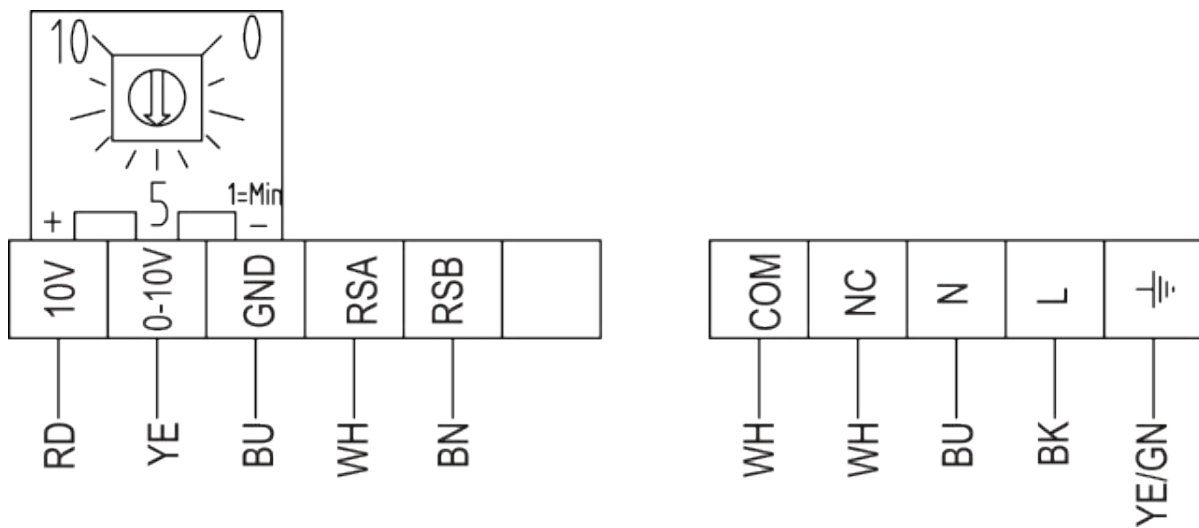 10 0
5 1=Min
+ -
10V 0-10V GND RSA RSB COM NC N L
RD YE BU WH BN WH WH BU BK YE/GN